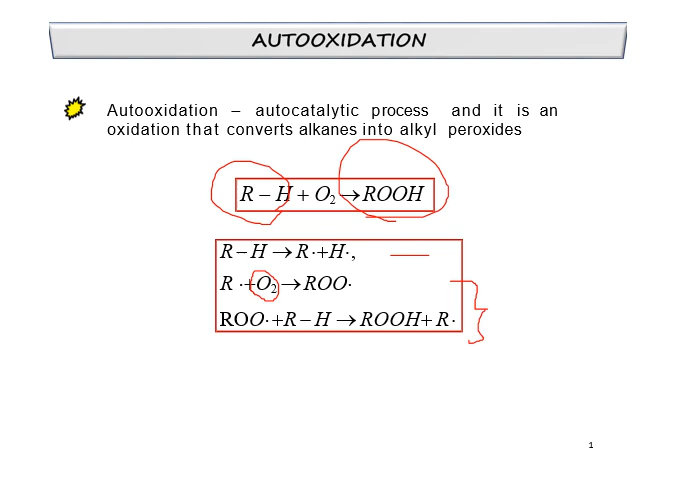 AUTOOXIDATION
Autooxidation – autocatalytic process and it is an
oxidation that converts alkanes into alkyl peroxides
R − H + O₂ → ROOH
R − H → R ·+H·,
R ·+O₂ → ROO·
ROO·+R − H → ROOH+ R·
1